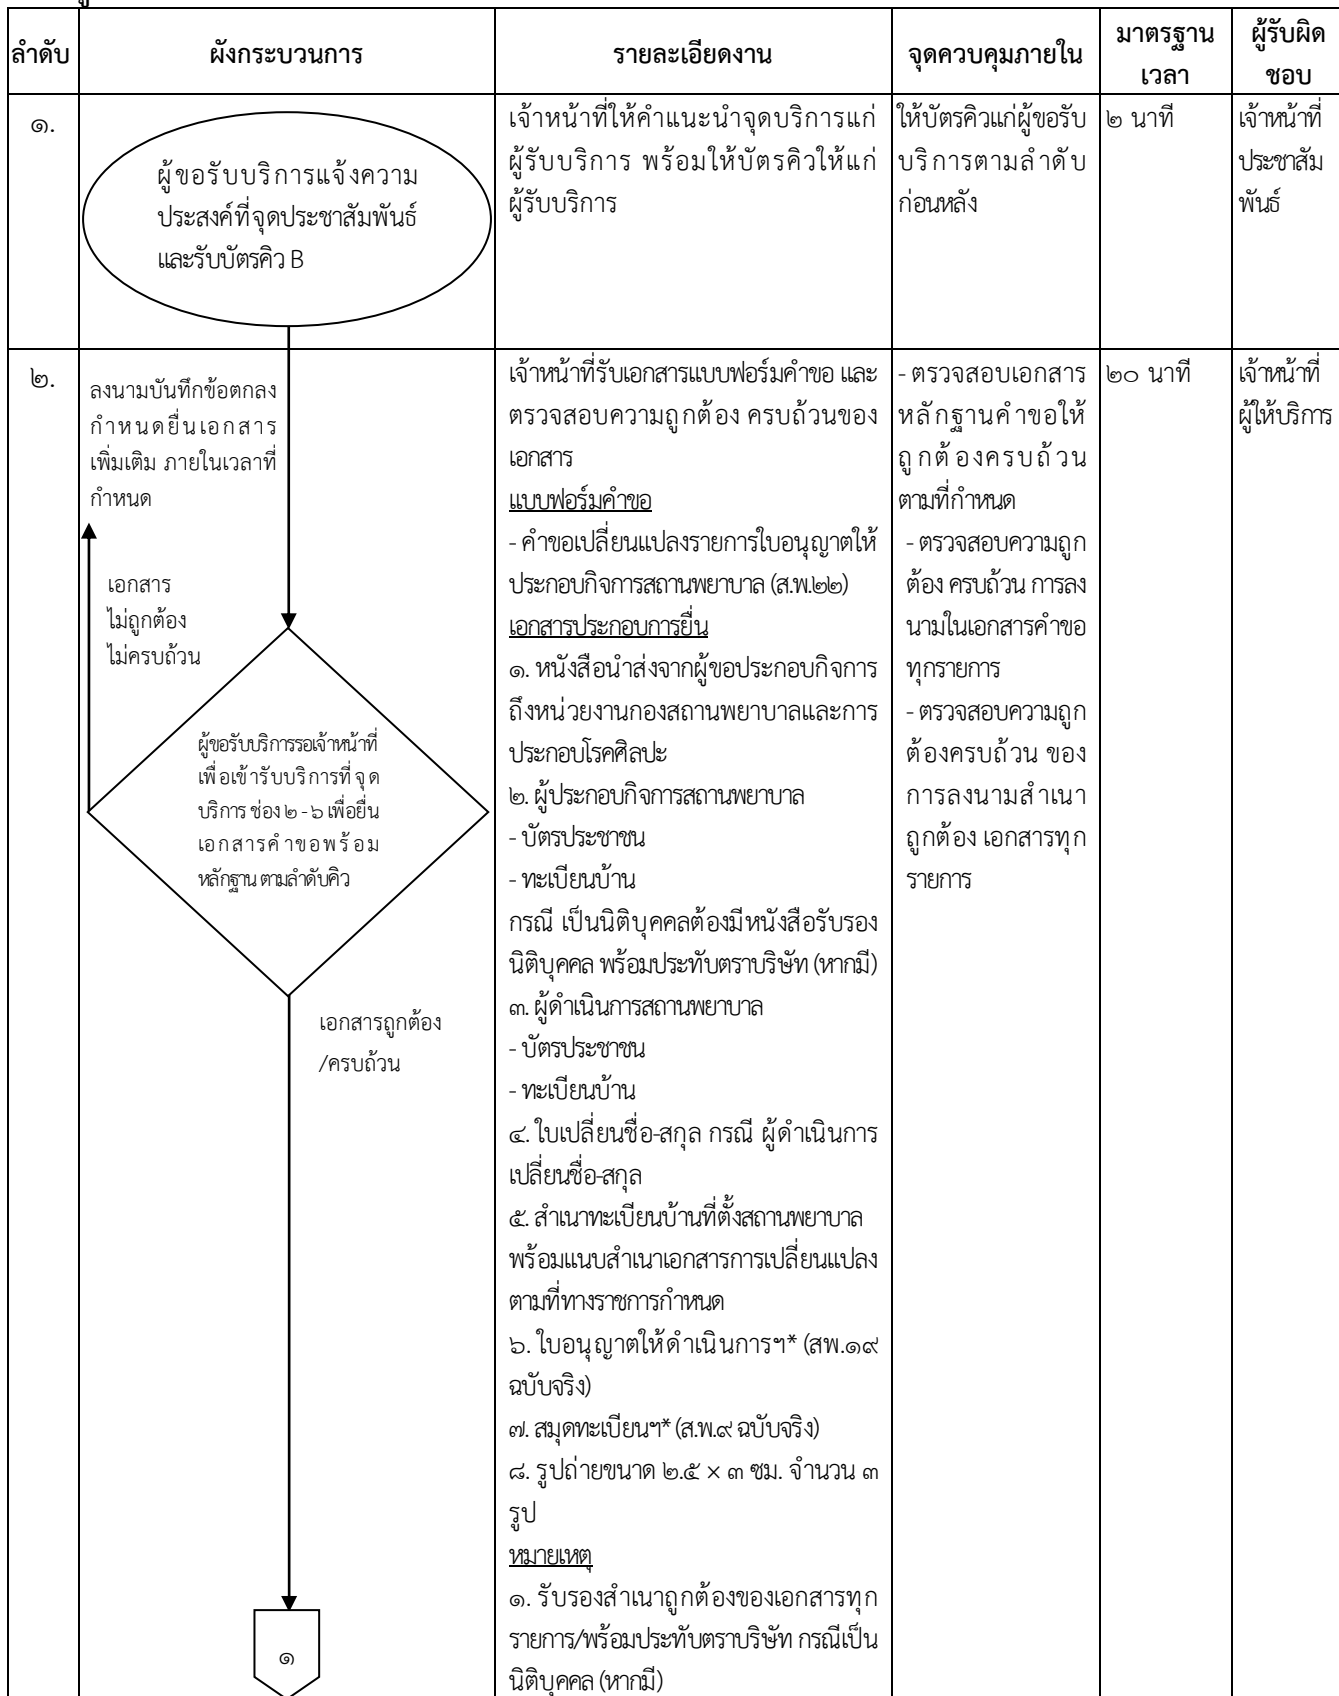 ลำดับ
ผังกระบวนการ
รายละเอียดงาน
จุดควบคุมภายใน
มาตรฐาน
เวลา
ผู้รับผิด
ชอบ
๑.
ผู้ขอรับบริการแจ้งความ
ประสงค์ที่จุดประชาสัมพันธ์
และรับบัตรคิว B
เจ้าหน้าที่ให้คำแนะนำจุดบริการแก่
ผู้รับบริการ พร้อมให้บัตรคิวให้แก่
ผู้รับบริการ
ให้บัตรคิวแก่ผู้ขอรับ
บริการตามลำดับ
ก่อนหลัง
๒ นาที
เจ้าหน้าที่
ประชาสัม
พันธ์
๒.
ลงนามบันทึกข้อตกลง
กำหนดยื่นเอกสาร
เพิ่มเติม ภายในเวลาที่
กำหนด
เอกสาร
ไม่ถูกต้อง
ไม่ครบถ้วน
ผู้ขอรับบริการรอเจ้าหน้าที่
เพื่อเข้ารับบริการที่ จุด
บริการ ช่อง ๒ - ๖ เพื่อยื่น
เอกสารคำขอพร้อม
หลักฐาน ตามลำดับคิว
เอกสารถูกต้อง
/ครบถ้วน
๑
เจ้าหน้าที่รับเอกสารแบบฟอร์มคำขอ และ
ตรวจสอบความถูกต้อง ครบถ้วนของ
เอกสาร
แบบฟอร์มคำขอ
- คำขอเปลี่ยนแปลงรายการใบอนุญาตให้
ประกอบกิจการสถานพยาบาล (ส.พ.๒๒)
เอกสารประกอบการยื่น
๑. หนังสือนำส่งจากผู้ขอประกอบกิจการ
ถึงหน่วยงานกองสถานพยาบาลและการ
ประกอบโรคศิลปะ
๒. ผู้ประกอบกิจการสถานพยาบาล
- บัตรประชาชน
- ทะเบียนบ้าน
กรณี เป็นนิติบุคคลต้องมีหนังสือรับรอง
นิติบุคคล พร้อมประทับตราบริษัท (หากมี)
๓. ผู้ดำเนินการสถานพยาบาล
- บัตรประชาชน
- ทะเบียนบ้าน
๔. ใบเปลี่ยนชื่อ-สกุล กรณี ผู้ดำเนินการ
เปลี่ยนชื่อ-สกุล
๕. สำเนาทะเบียนบ้านที่ตั้งสถานพยาบาล
พร้อมแนบสำเนาเอกสารการเปลี่ยนแปลง
ตามที่ทางราชการกำหนด
๖. ใบอนุญาตให้ดำเนินการฯ* (สพ.๑๙
ฉบับจริง)
๗. สมุดทะเบียนฯ* (ส.พ.๙ ฉบับจริง)
๘. รูปถ่ายขนาด ๒.๕ × ๓ ซม. จำนวน ๓
รูป
หมายเหตุ
๑. รับรองสำเนาถูกต้องของเอกสารทุก
รายการ/พร้อมประทับตราบริษัท กรณีเป็น
นิติบุคคล (หากมี)
- ตรวจสอบเอกสาร
หลักฐานคำขอให้
ถูกต้องครบถ้วน
ตามที่กำหนด
- ตรวจสอบความถูก
ต้อง ครบถ้วน การลง
นามในเอกสารคำขอ
ทุกรายการ
- ตรวจสอบความถูก
ต้องครบถ้วน ของ
การลงนามสำเนา
ถูกต้อง เอกสารทุก
รายการ
๒๐ นาที
เจ้าหน้าที่
ผู้ให้บริการ